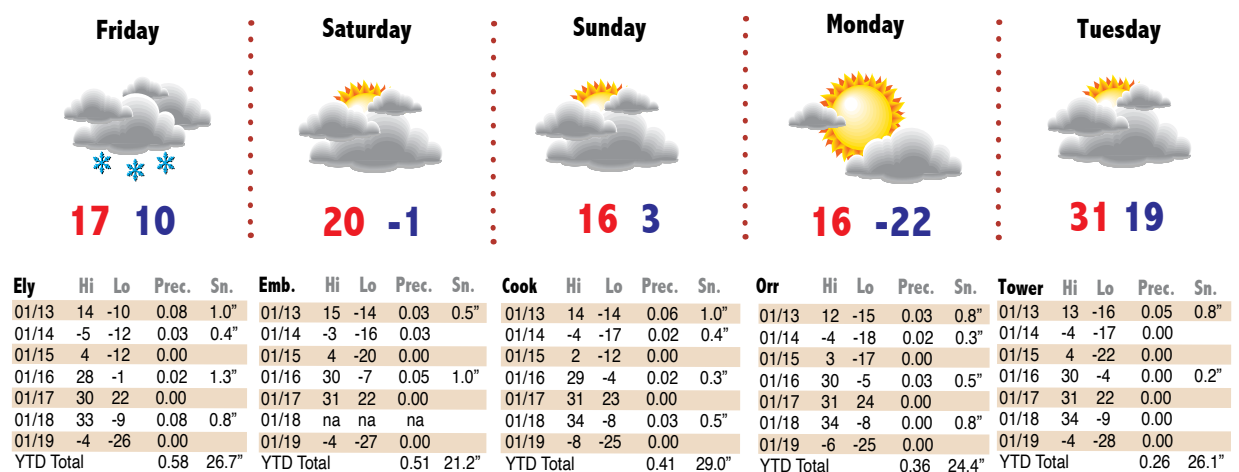 Friday Saturday Sunday Monday Tuesday
17 10 20 -1 16 3 16 -22 31 19
Ely Hi Lo Prec. Sn.
01/13 14 -10 0.08 1.0”
01/14 -5 -12 0.03 0.4”
01/15 4 -12 0.00
01/16 28 -1 0.02 1.3”
01/17 30 22 0.00
01/18 33 -9 0.08 0.8”
01/19 -4 -26 0.00
YTD Total 0.58 26.7”
Emb. Hi Lo Prec. Sn.
01/13 15 -14 0.03 0.5”
01/14 -3 -16 0.03
01/15 4 -20 0.00
01/16 30 -7 0.05 1.0”
01/17 31 22 0.00
01/18 na na na
01/19 -4 -27 0.00
YTD Total 0.51 21.2”
Cook Hi Lo Prec. Sn.
01/13 14 -14 0.06 1.0”
01/14 -4 -17 0.02 0.4”
01/15 2 -12 0.00
01/16 29 -4 0.02 0.3”
01/17 31 23 0.00
01/18 34 -8 0.03 0.5”
01/19 -8 -25 0.00
YTD Total 0.41 29.0”
Orr Hi Lo Prec. Sn.
01/13 12 -15 0.03 0.8”
01/14 -4 -18 0.02 0.3”
01/15 3 -17 0.00
01/16 30 -5 0.03 0.5”
01/17 31 24 0.00
01/18 34 -8 0.00 0.8”
01/19 -6 -25 0.00
YTD Total 0.36 24.4”
Tower Hi Lo Prec. Sn.
01/13 13 -16 0.05 0.8”
01/14 -4 -17 0.00
01/15 4 -22 0.00
01/16 30 -4 0.00 0.2”
01/17 31 22 0.00
01/18 34 -9 0.00
01/19 -4 -28 0.00
YTD Total 0.26 26.1”